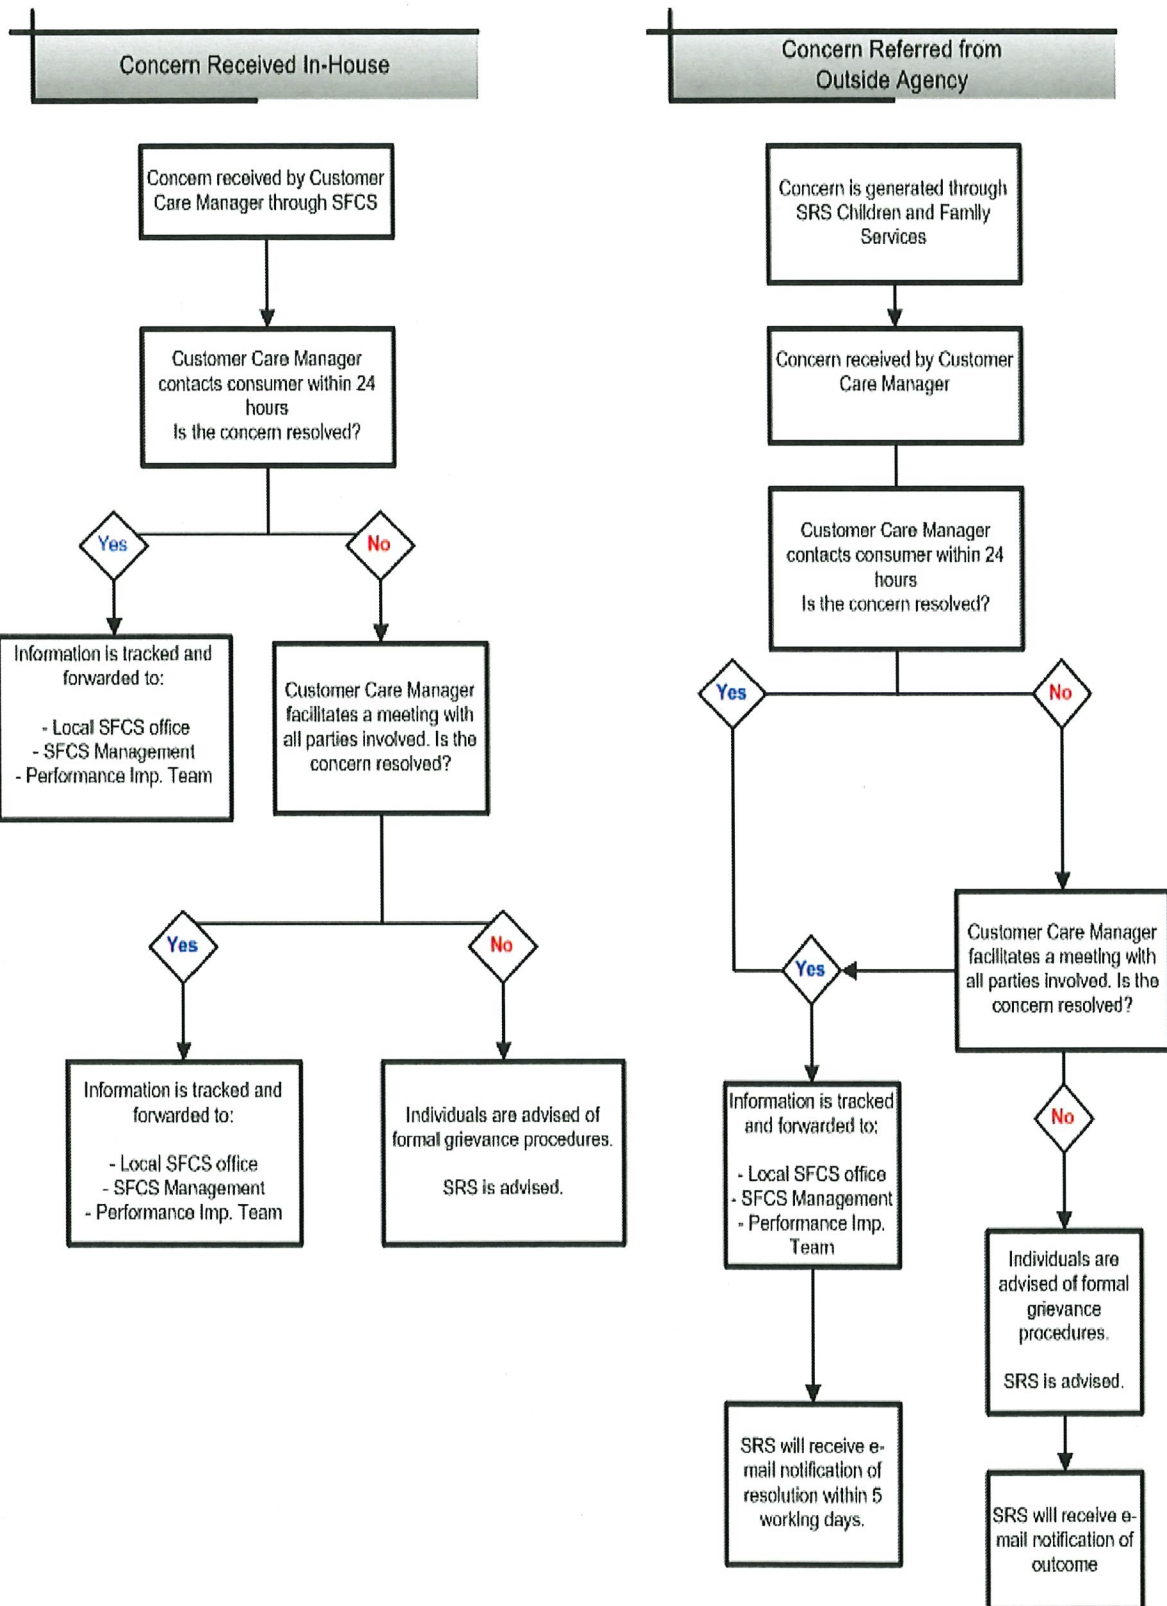 Concern Received In-House
Concern received by Customer
Care Manager through SFCS
Customer Care Manager
contacts consumer within 24
hours
Is the concern resolved?
Yes
No
Information is tracked and
forwarded to:
- Local SFCS office
- SFCS Management
- Performance Imp. Team
Customer Care Manager
facilitates a meeting with
all parties involved. Is the
concern resolved?
Yes
No
Information is tracked and
forwarded to:
- Local SFCS office
- SFCS Management
- Performance Imp. Team
Individuals are advised of
formal grievance procedures.
SRS is advised.
Concern Referred from
Outside Agency
Concern is generated through
SRS Children and Family
Services
Concern received by Customer
Care Manager
Customer Care Manager
contacts consumer within 24
hours
Is the concern resolved?
Yes
No
Customer Care Manager
facilitates a meeting with
all parties involved. Is the
concern resolved?
Yes
No
Information is tracked
and forwarded to:
- Local SFCS office
- SFCS Management
- Performance Imp.
Team
Individuals are
advised of formal
grievance
procedures.
SRS is advised.
SRS will receive e-
mail notification of
resolution within 5
working days.
SRS will receive e-
mail notification of
outcome